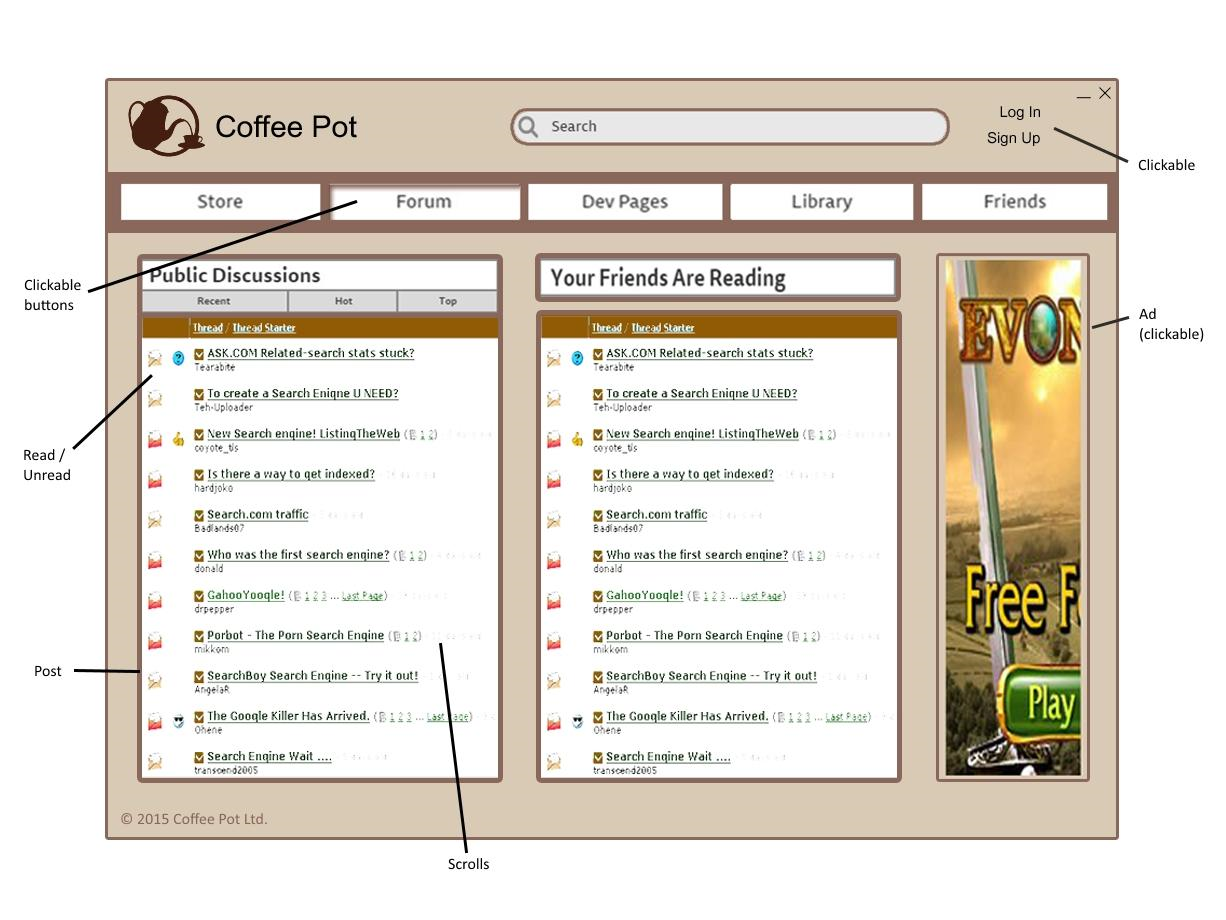 Coffee Pot
Search
Log In
Sign Up
Clickable
Store
Forum
Dev Pages
Library
Friends
Clickable
buttons
Public Discussions
Recent
Hot
Top
Thread / Thread Starter
ASK.COM Related-search stats stuck?
Tearabite
To create a Search Eniqne U NEED?
Teh-Uploader
New Search engine! ListingTheWeb ( 1 2)
coyote_tls
Is there a way to get indexed?
hardjoko
Search.com traffic
Badlands07
Who was the first search engine? ( 1 2)
donald
GahooYoogle! ( 1 2 3 ... Last Page)
drpepper
Porbot - The Porn Search Engine ( 1 2)
mikkom
SearchBoy Search Engine -- Try it out!
AngelaR
The Google Killer Has Arrived. ( 1 2 3 ... Last Page)
Ohene
Search Engine Wait ....
transcend2005
Your Friends Are Reading
Thread / Thread Starter
ASK.COM Related-search stats stuck?
Tearabite
To create a Search Eniqne U NEED?
Teh-Uploader
New Search engine! ListingTheWeb ( 1 2)
coyote_tls
Is there a way to get indexed?
hardjoko
Search.com traffic
Badlands07
Who was the first search engine? ( 1 2)
donald
GahooYoogle! ( 1 2 3 ... Last Page)
drpepper
Porbot - The Porn Search Engine ( 1 2)
mikkom
SearchBoy Search Engine -- Try it out!
AngelaR
The Google Killer Has Arrived. ( 1 2 3 ... Last Page)
Ohene
Search Engine Wait ....
transcend2005
EVON
Free F
Play
Ad
(clickable)
Read /
Unread
Post
© 2015 Coffee Pot Ltd.
Scrolls